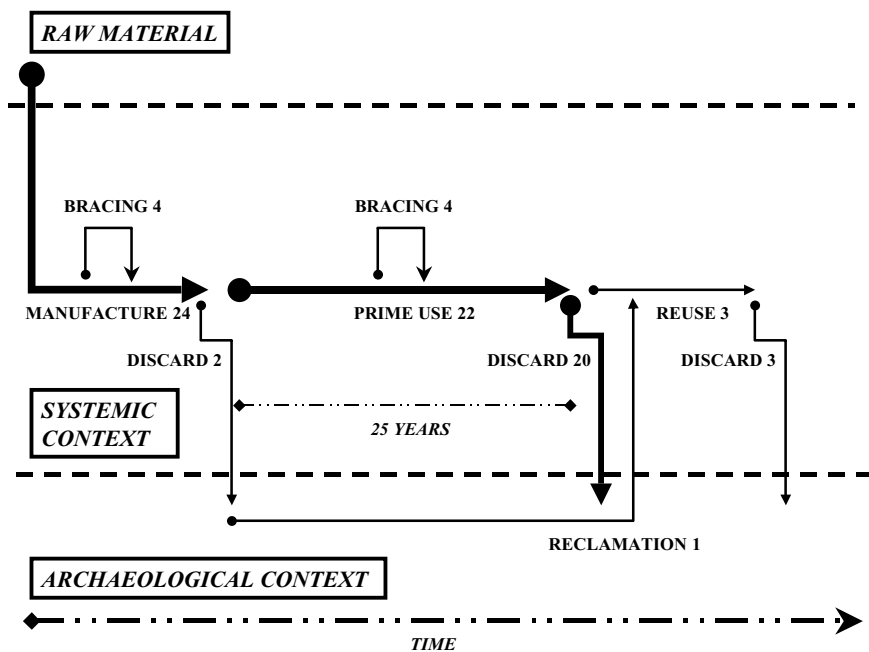 RAW MATERIAL
BRACING 4
BRACING 4
MANUFACTURE 24
PRIME USE 22
REUSE 3
DISCARD 2
DISCARD 20
DISCARD 3
SYSTEMIC
CONTEXT
25 YEARS
RECLAMATION 1
ARCHAEOLOGICAL CONTEXT
TIME